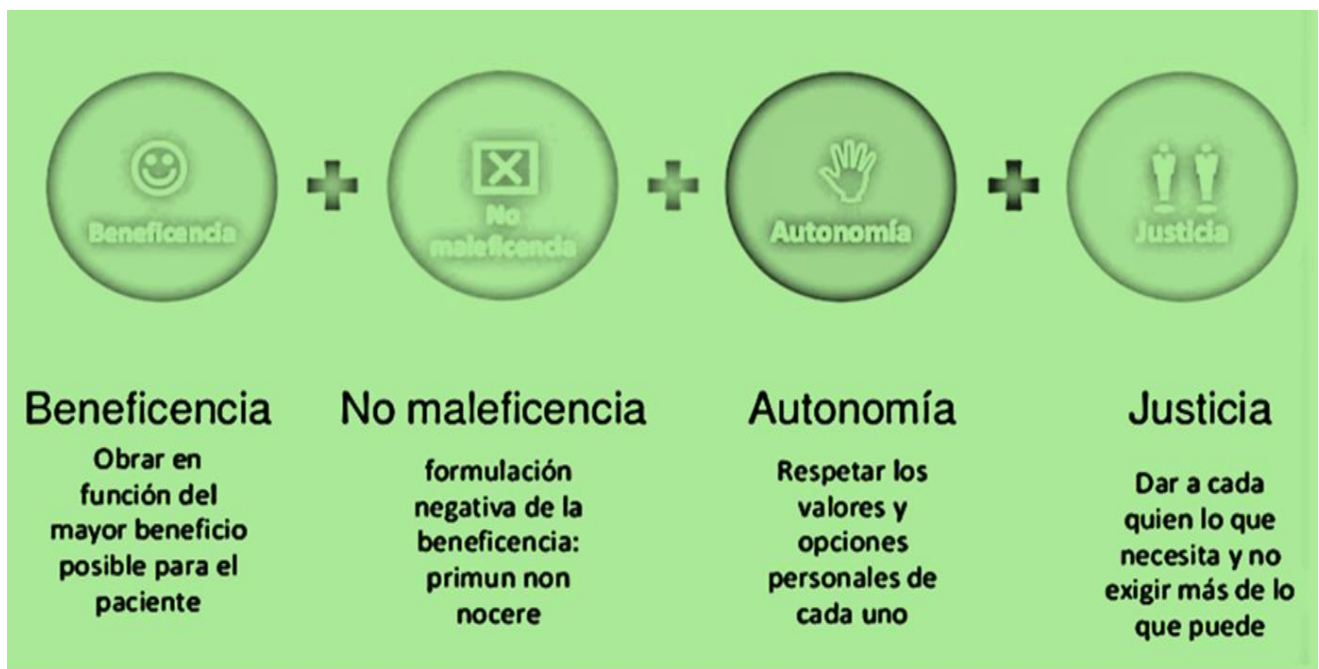 Beneficencia
No
maleficencia
Autonomía
Justicia
Beneficencia
Obrar en
función del
mayor beneficio
posible para el
paciente
No maleficencia
formulación
negativa de la
beneficencia:
primun non
nocere
Autonomía
Respetar los
valores y
opciones
personales de
cada uno
Justicia
Dar a cada
quien lo que
necesita y no
exigir más de lo
que puede